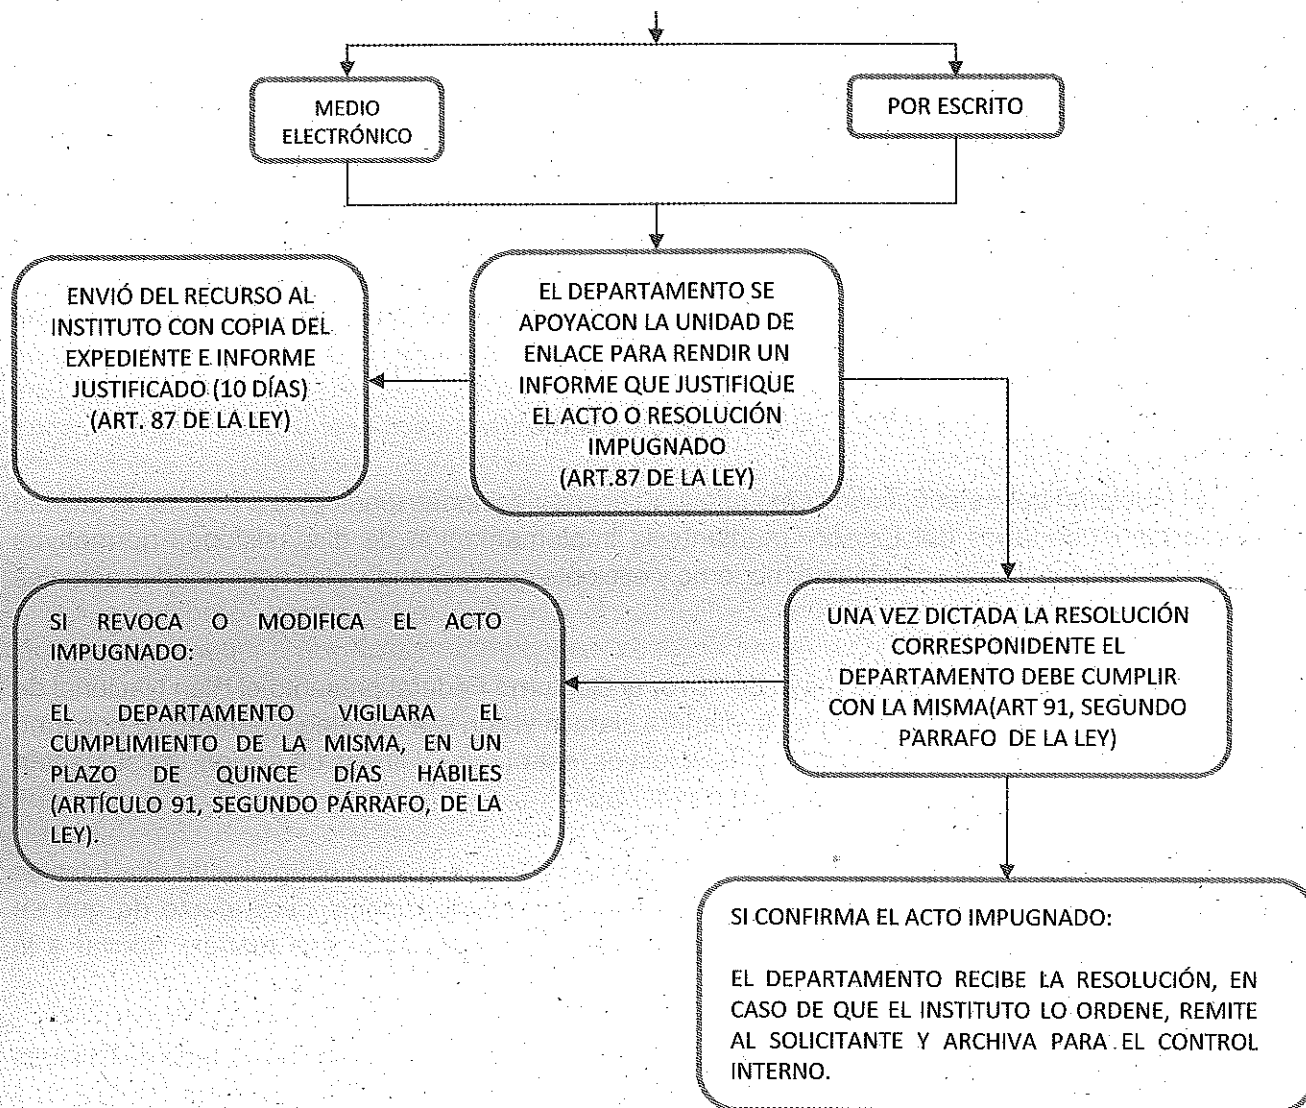 MEDIO
ELECTRÓNICO
POR ESCRITO
ENVIÓ DEL RECURSO AL
INSTITUTO CON COPIA DEL
EXPEDIENTE E INFORME
JUSTIFICADO (10 DÍAS)
(ART. 87 DE LA LEY)
EL DEPARTAMENTO SE
APOYACON LA UNIDAD DE
ENLACE PARA RENDIR UN
INFORME QUE JUSTIFIQUE
EL ACTO O RESOLUCIÓN
IMPUGNADO
(ART.87 DE LA LEY)
UNA VEZ DICTADA LA RESOLUCIÓN
CORRESPONIDENTE EL
DEPARTAMENTO DEBE CUMPLIR
CON LA MISMA(ART 91, SEGUNDO
PARRAFO DE LA LEY)
SI REVOCA O MODIFICA EL ACTO
IMPUGNADO:
EL DEPARTAMENTO VIGILARA EL
CUMPLIMIENTO DE LA MISMA, EN UN
PLAZO DE QUINCE DÍAS HÁBILES
(ARTÍCULO 91, SEGUNDO PÁRRAFO, DE LA
LEY).
SI CONFIRMA EL ACTO IMPUGNADO:
EL DEPARTAMENTO RECIBE LA RESOLUCIÓN, EN
CASO DE QUE EL INSTITUTO LO ORDENE, REMITE
AL SOLICITANTE Y ARCHIVA PARA EL CONTROL
INTERNO.